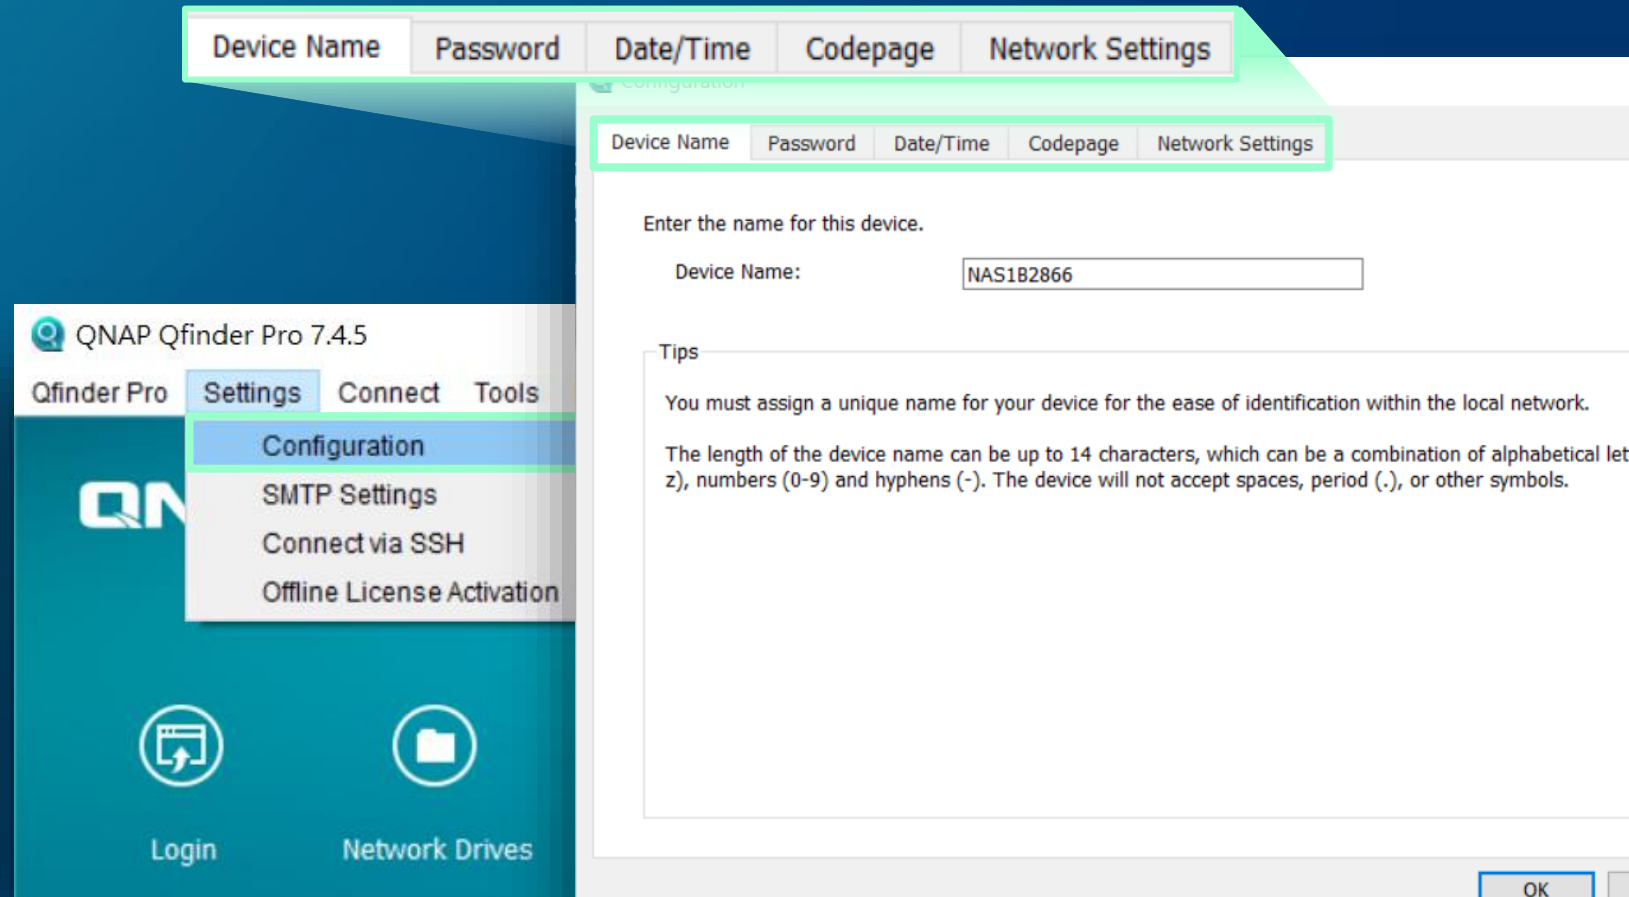 Device Name Password Date/Time Codepage Network Settings
Configuration
Device Name Password Date/Time Codepage Network Settings
Enter the name for this device.
Device Name: NAS1B2866
Tips
You must assign a unique name for your device for the ease of identification within the local network.
The length of the device name can be up to 14 characters, which can be a combination of alphabetical let
z), numbers (0-9) and hyphens (-). The device will not accept spaces, period (.), or other symbols.
OK
QNAP Qfinder Pro 7.4.5
Qfinder Pro Settings Connect Tools
Configuration
SMTP Settings
Connect via SSH
Offline License Activation
QN
Login Network Drives